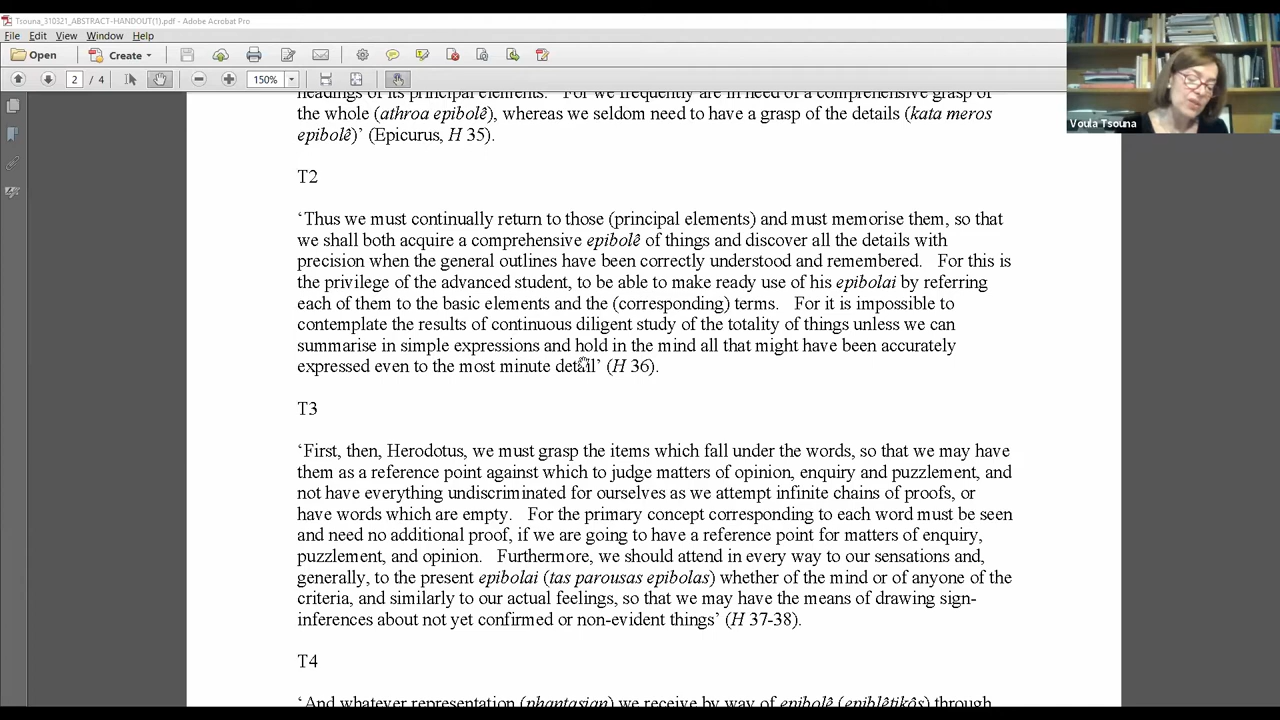 Tsouna_310321_ABSTRACT-HANDOUT(1).pdf - Adobe Acrobat Pro
File Edit View Window Help
Open Create
2 / 4 150%
Voula Tsouna
headings of its principal elements. For we frequently are in need of a comprehensive grasp of
the whole (athroa epibolê), whereas we seldom need to have a grasp of the details (kata meros
epibolê)’ (Epicurus, H 35).
T2
‘Thus we must continually return to those (principal elements) and must memorise them, so that
we shall both acquire a comprehensive epibolê of things and discover all the details with
precision when the general outlines have been correctly understood and remembered. For this is
the privilege of the advanced student, to be able to make ready use of his epibolai by referring
each of them to the basic elements and the (corresponding) terms. For it is impossible to
contemplate the results of continuous diligent study of the totality of things unless we can
summarise in simple expressions and hold in the mind all that might have been accurately
expressed even to the most minute detail’ (H 36).
T3
‘First, then, Herodotus, we must grasp the items which fall under the words, so that we may have
them as a reference point against which to judge matters of opinion, enquiry and puzzlement, and
not have everything undiscriminated for ourselves as we attempt infinite chains of proofs, or
have words which are empty. For the primary concept corresponding to each word must be seen
and need no additional proof, if we are going to have a reference point for matters of enquiry,
puzzlement, and opinion. Furthermore, we should attend in every way to our sensations and,
generally, to the present epibolai (tas parousas epibolas) whether of the mind or of anyone of the
criteria, and similarly to our actual feelings, so that we may have the means of drawing sign-
inferences about not yet confirmed or non-evident things’ (H 37-38).
T4
‘And whatever representation (phantasian) we receive by way of epibolê (epiblêtikôs) through